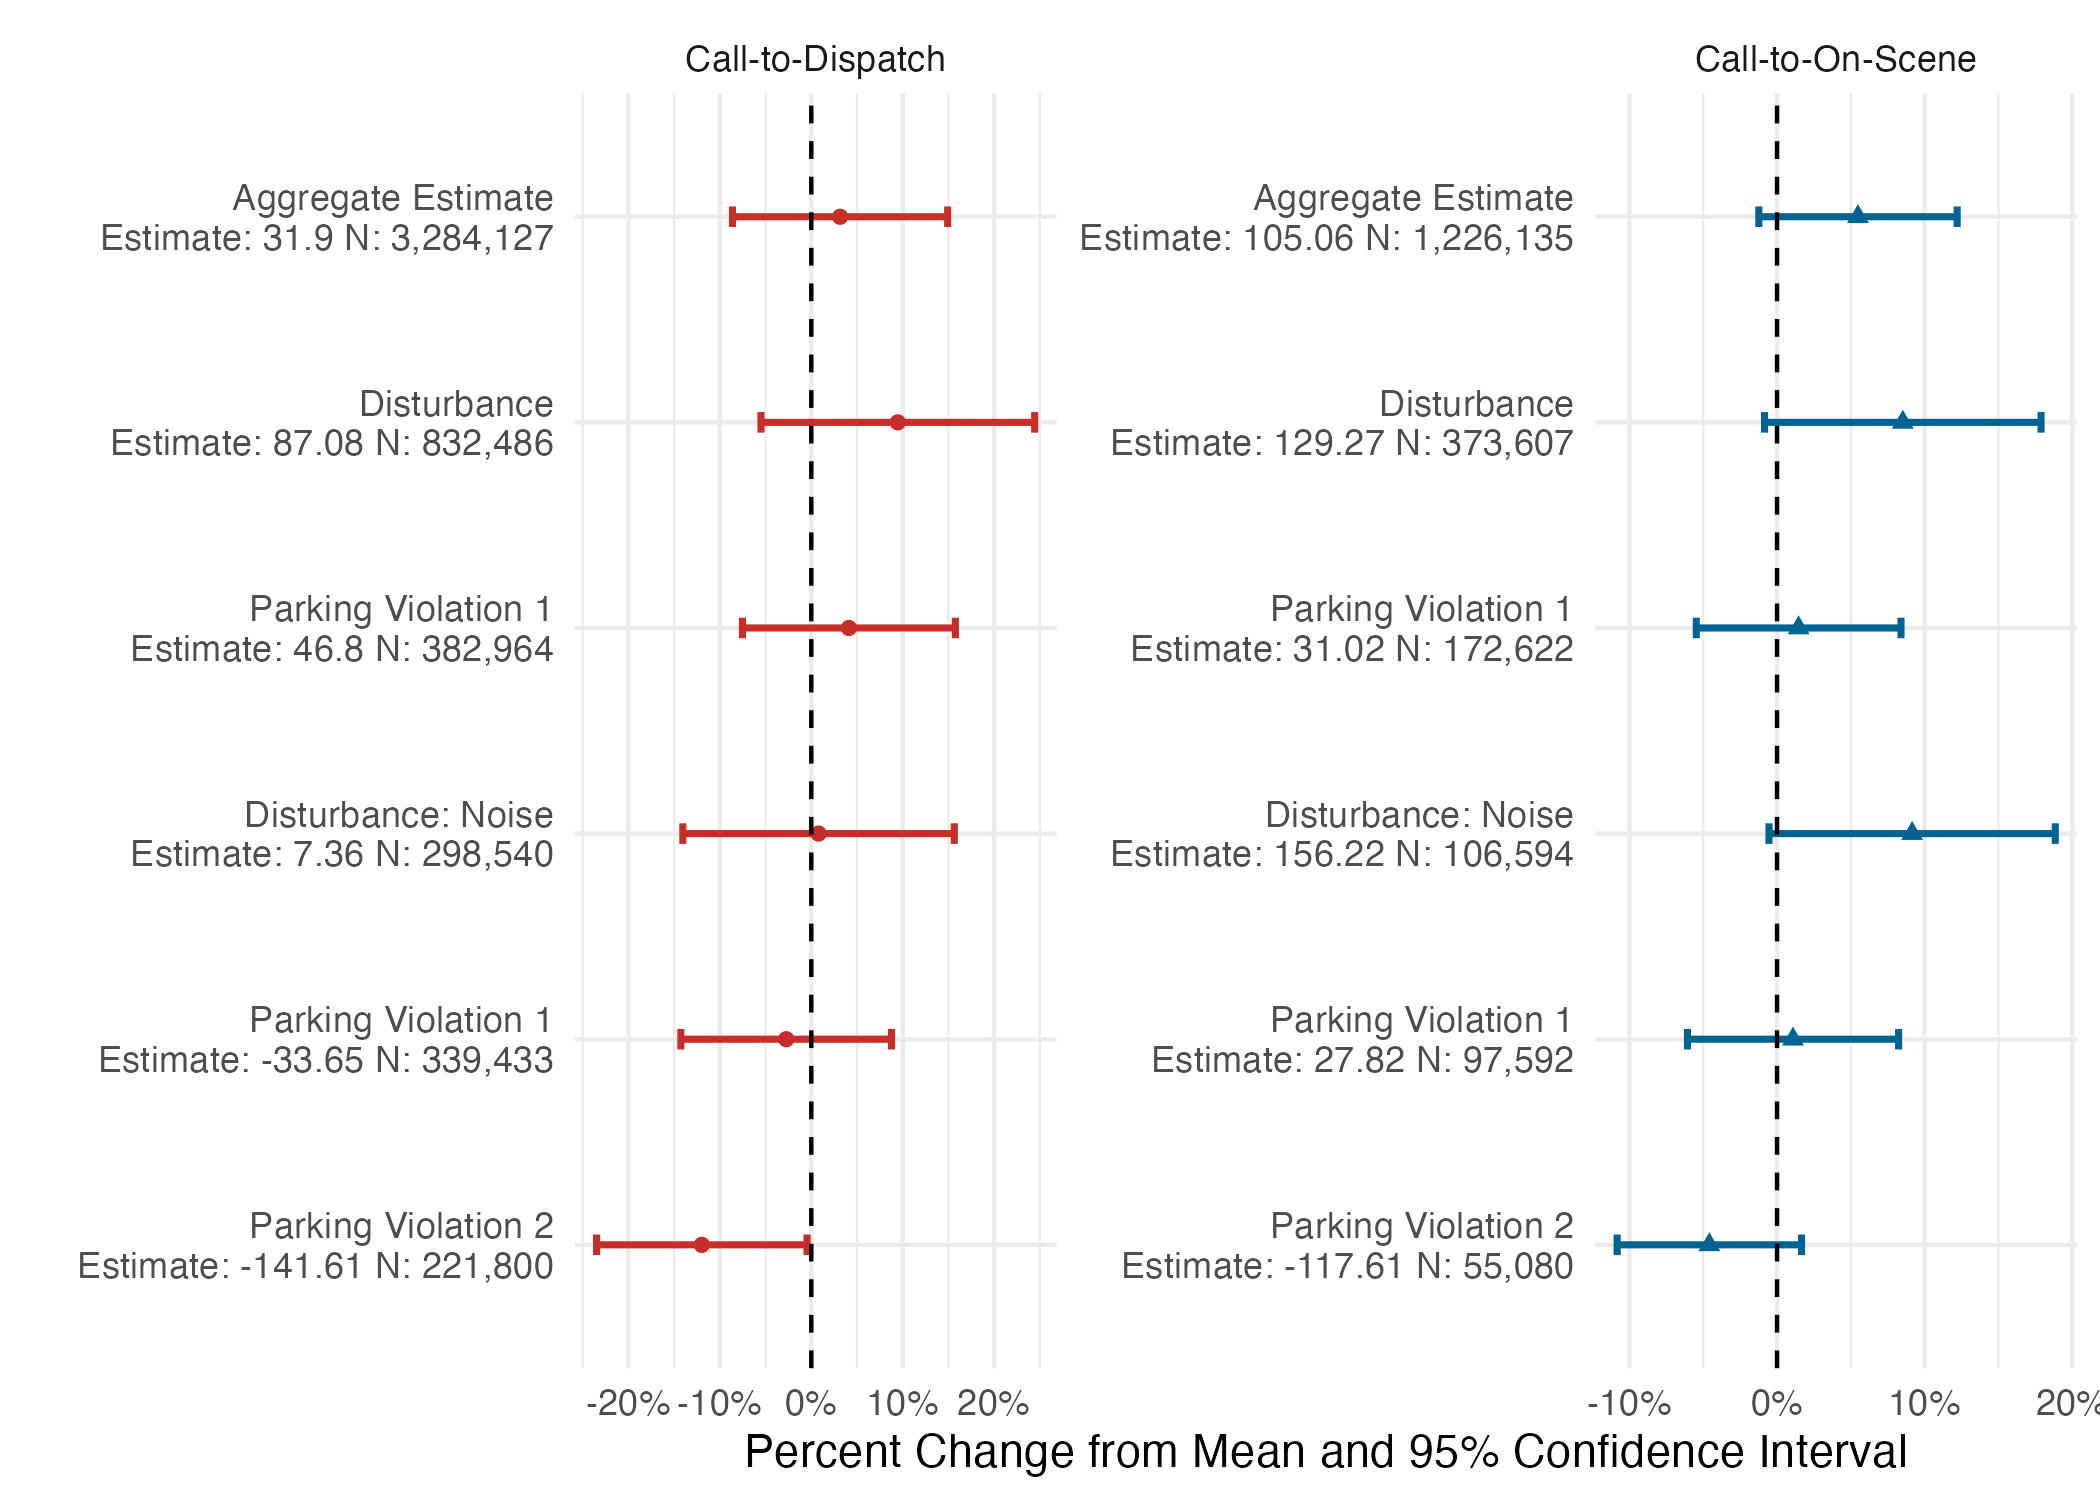 Call-to-Dispatch
Aggregate Estimate
Estimate: 31.9 N: 3,284,127
Disturbance
Estimate: 87.08 N: 832,486
Parking Violation 1
Estimate: 46.8 N: 382,964
Disturbance: Noise
Estimate: 7.36 N: 298,540
Parking Violation 1
Estimate: -33.65 N: 339,433
Parking Violation 2
Estimate: -141.61 N: 221,800
-20% -10% 0% 10% 20%
Call-to-On-Scene
Aggregate Estimate
Estimate: 105.06 N: 1,226,135
Disturbance
Estimate: 129.27 N: 373,607
Parking Violation 1
Estimate: 31.02 N: 172,622
Disturbance: Noise
Estimate: 156.22 N: 106,594
Parking Violation 1
Estimate: 27.82 N: 97,592
Parking Violation 2
Estimate: -117.61 N: 55,080
-10% 0% 10% 20%
Percent Change from Mean and 95% Confidence Interval